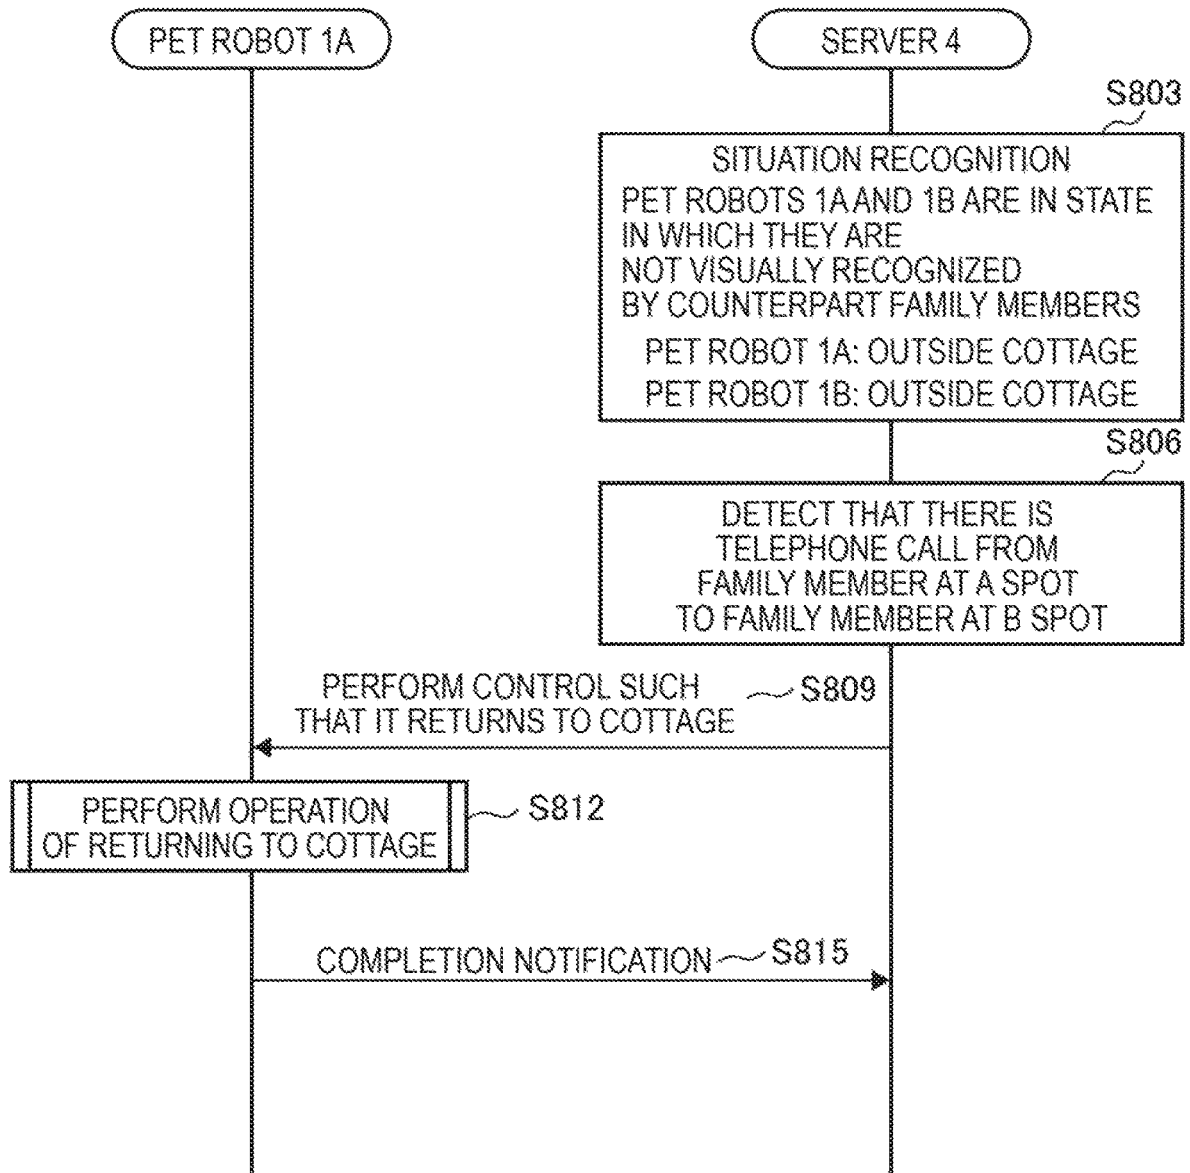 PET ROBOT 1A
SERVER 4
S803
SITUATION RECOGNITION
PET ROBOTS 1A AND 1B ARE IN STATE
IN WHICH THEY ARE
NOT VISUALLY RECOGNIZED
BY COUNTERPART FAMILY MEMBERS
PET ROBOT 1A: OUTSIDE COTTAGE
PET ROBOT 1B: OUTSIDE COTTAGE
S806
DETECT THAT THERE IS
TELEPHONE CALL FROM
FAMILY MEMBER AT A SPOT
TO FAMILY MEMBER AT B SPOT
PERFORM CONTROL SUCH
THAT IT RETURNS TO COTTAGE
S809
PERFORM OPERATION
OF RETURNING TO COTTAGE
S812
COMPLETION NOTIFICATION
S815